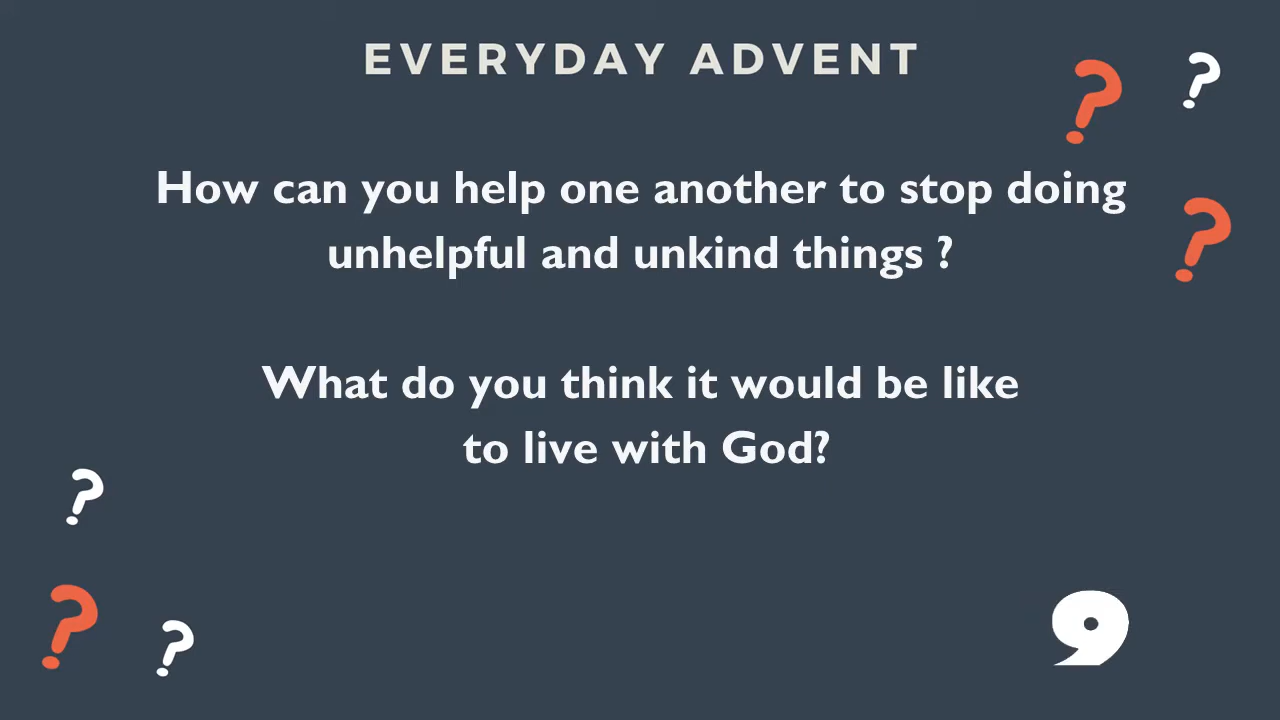 EVERYDAY ADVENT
How can you help one another to stop doing
unhelpful and unkind things ?
What do you think it would be like
to live with God?
9